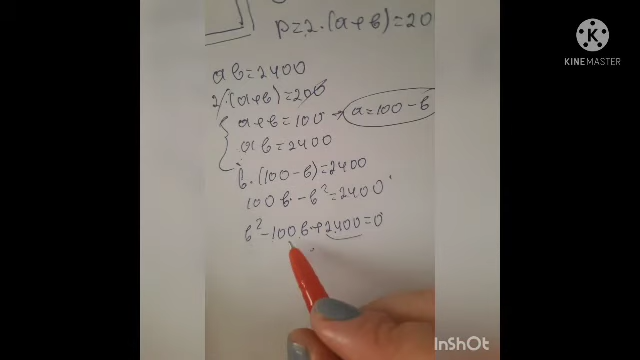 P=2·(a+b)=20
ab=2400
2·(a+b)=200
a+b=100 → a=100-b
ab=2400
b·(100-b)=2400
100b-b²=2400
b²-100b+2400=0
KINEMASTER
InShOt